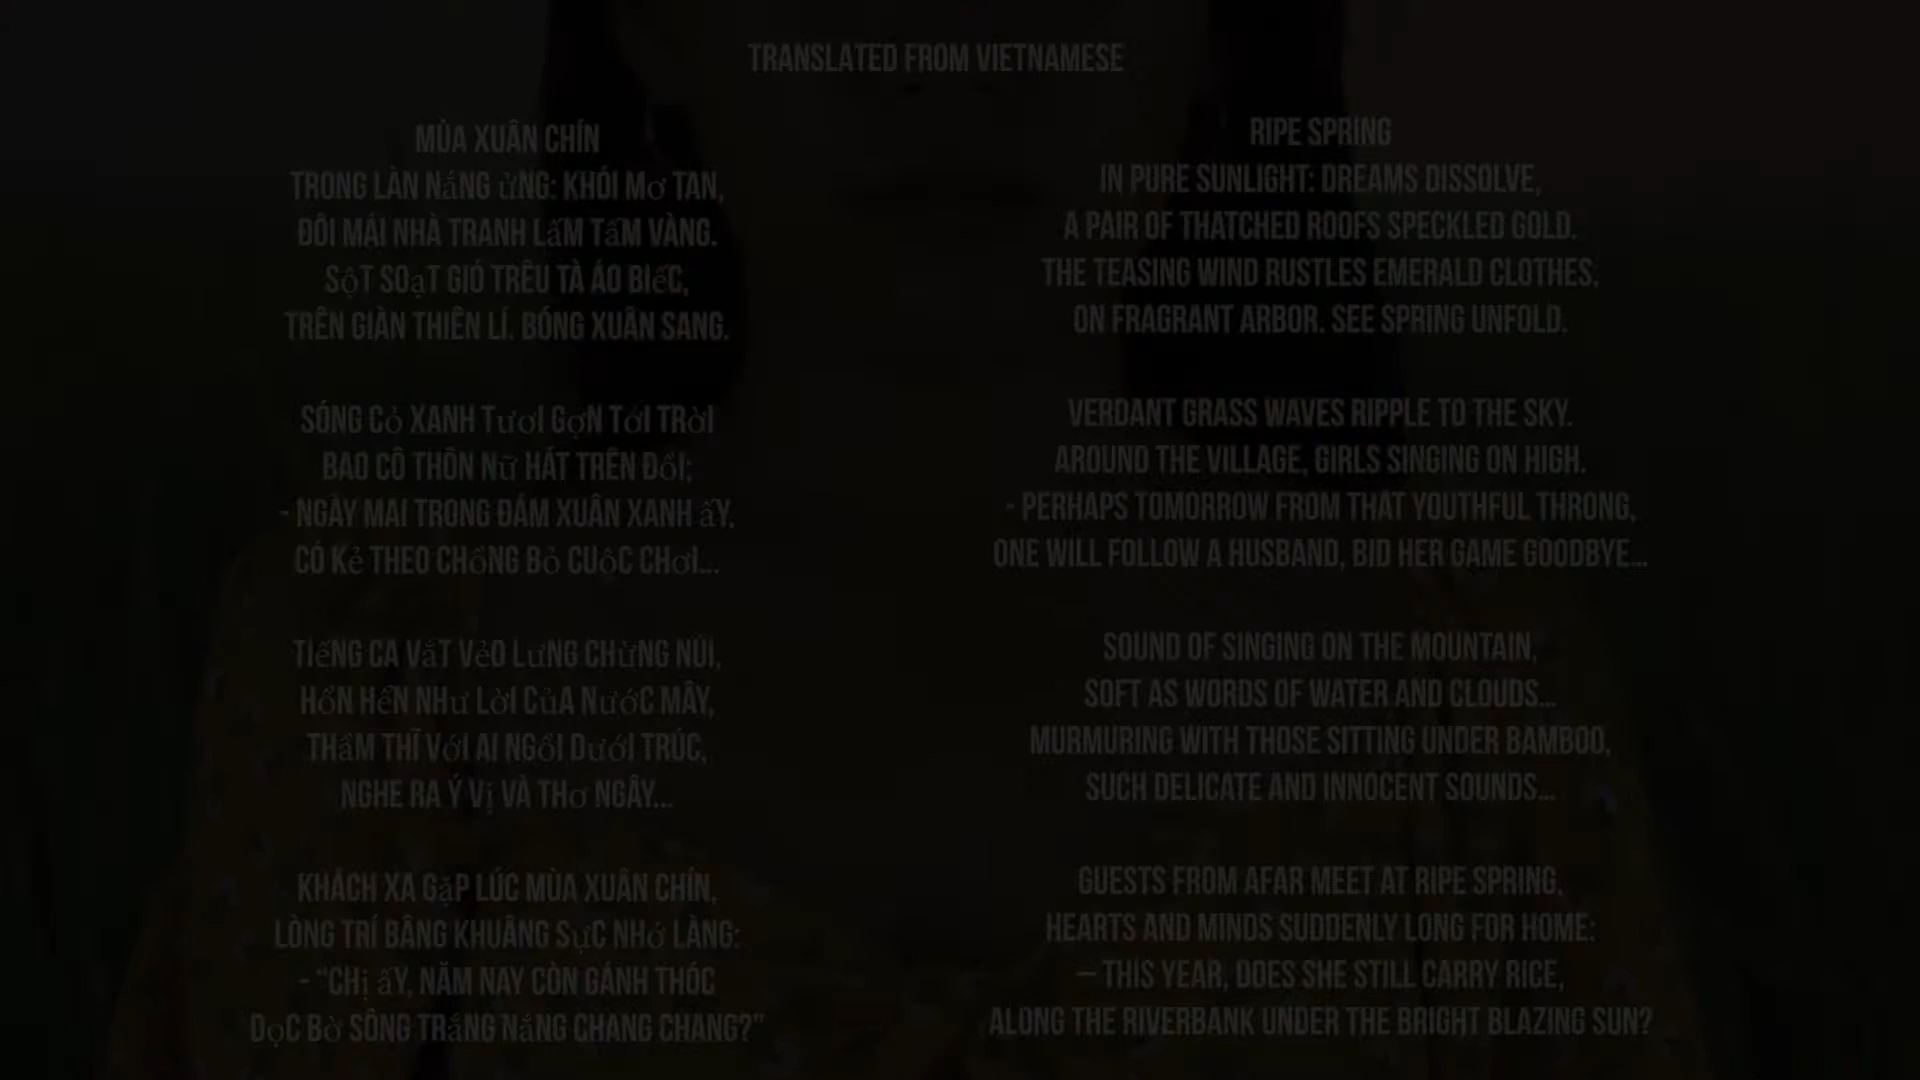 TRANSLATED FROM VIETNAMESE
MÙA XUÂN CHÍN
TRONG LÀN NẮNG ỬNG: KHÓI MƠ TAN,
ĐÔI MÁI NHÀ TRANH LẤM TẤM VÀNG.
SỘT SOẠT GIÓ TRÊU TÀ ÁO BIẾC,
TRÊN GIÀN THIÊN LÍ. BÓNG XUÂN SANG.
SÓNG CỎ XANH TƯƠI GỢN TỚI TRỜI
BAO CÔ THÔN NỮ HÁT TRÊN ĐỒI;
- NGÀY MAI TRONG ĐÁM XUÂN XANH ẤY,
CÓ KẺ THEO CHỒNG BỎ CUỘC CHƠI...
TIẾNG CA VẮT VẺO LƯNG CHỪNG NÚI,
HỔN HỂN NHƯ LỜI CỦA NƯỚC MÂY,
THẦM THĨ VỚI AI NGỒI DƯỚI TRÚC,
NGHE RA Ý VỊ VÀ THƠ NGÂY...
KHÁCH XA GẶP LÚC MÙA XUÂN CHÍN,
LÒNG TRÍ BÂNG KHUÂNG SỰC NHỚ LÀNG:
- "CHỊ ẤY, NĂM NAY CÒN GÁNH THÓC
DỌC BỜ SÔNG TRẮNG NẮNG CHANG CHANG?"
RIPE SPRING
IN PURE SUNLIGHT: DREAMS DISSOLVE,
A PAIR OF THATCHED ROOFS SPECKLED GOLD.
THE TEASING WIND RUSTLES EMERALD CLOTHES,
ON FRAGRANT ARBOR. SEE SPRING UNFOLD.
VERDANT GRASS WAVES RIPPLE TO THE SKY.
AROUND THE VILLAGE, GIRLS SINGING ON HIGH.
- PERHAPS TOMORROW FROM THAT YOUTHFUL THRONG,
ONE WILL FOLLOW A HUSBAND, BID HER GAME GOODBYE...
SOUND OF SINGING ON THE MOUNTAIN,
SOFT AS WORDS OF WATER AND CLOUDS...
MURMURING WITH THOSE SITTING UNDER BAMBOO,
SUCH DELICATE AND INNOCENT SOUNDS...
GUESTS FROM AFAR MEET AT RIPE SPRING,
HEARTS AND MINDS SUDDENLY LONG FOR HOME:
– THIS YEAR, DOES SHE STILL CARRY RICE,
ALONG THE RIVERBANK UNDER THE BRIGHT BLAZING SUN?